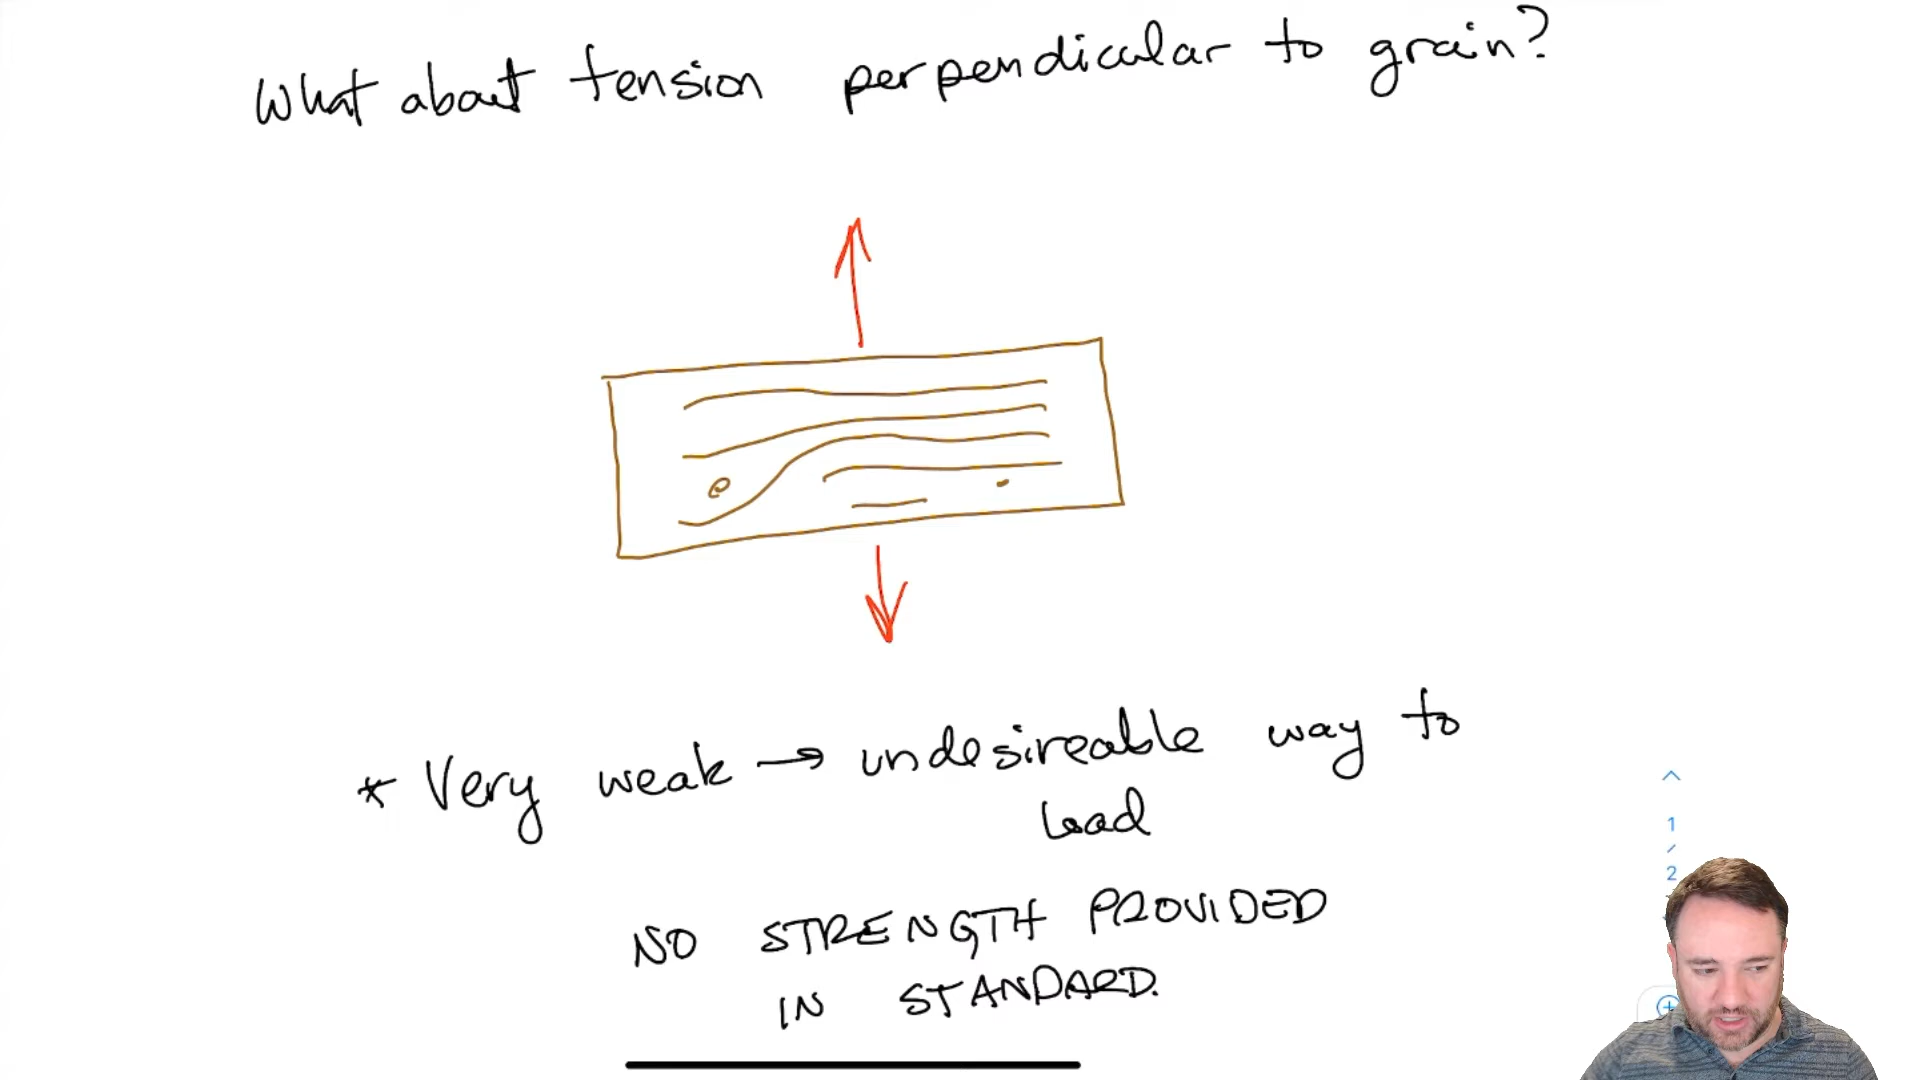 What about tension perpendicular to grain?
* Very weak → undesireable way to
load
NO STRENGTH PROVIDED
IN STANDARD.
1
/
2